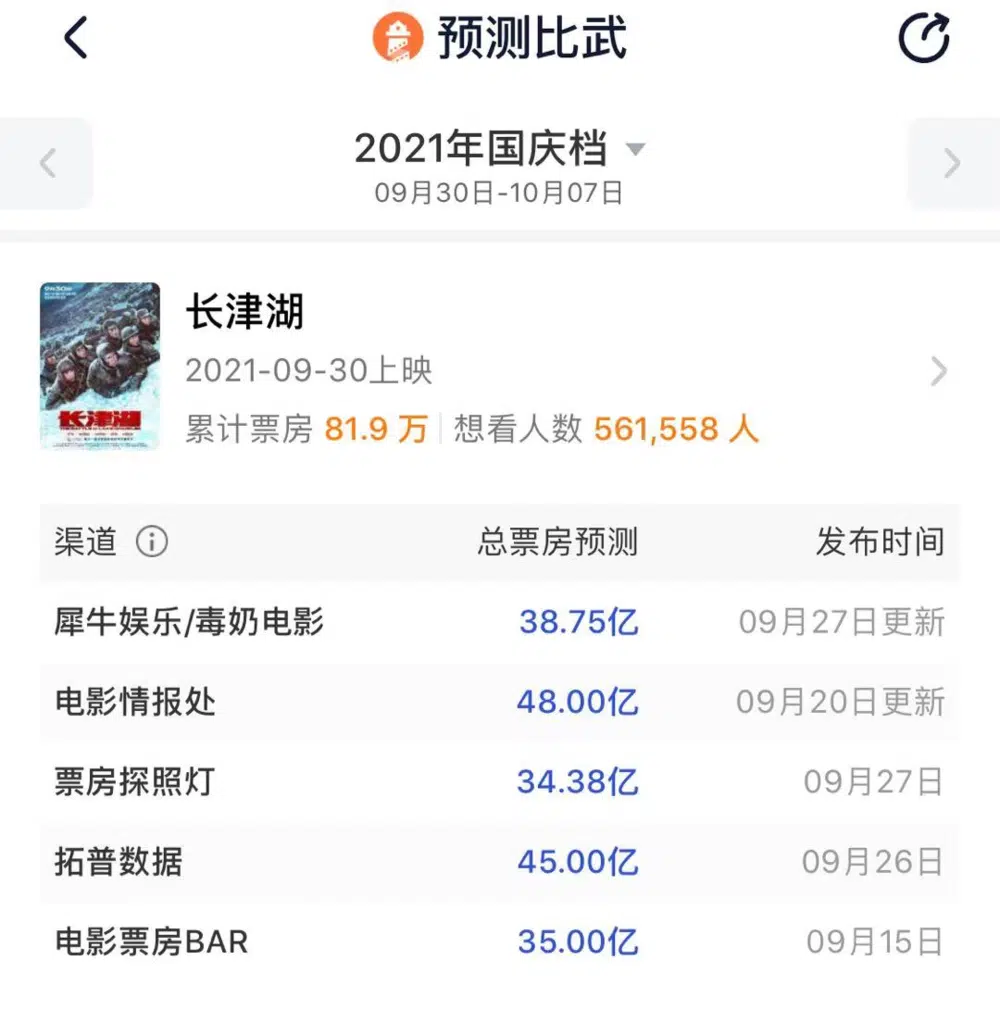 预测比武
2021年国庆档
09月30日-10月07日
长津湖
2021-09-30上映
累计票房 81.9 万 想看人数 561,558 人
长津湖
渠道 总票房预测 发布时间
犀牛娱乐/毒奶电影 38.75亿 09月27日更新
电影情报处 48.00亿 09月20日更新
票房探照灯 34.38亿 09月27日
拓普数据 45.00亿 09月26日
电影票房BAR 35.00亿 09月15日